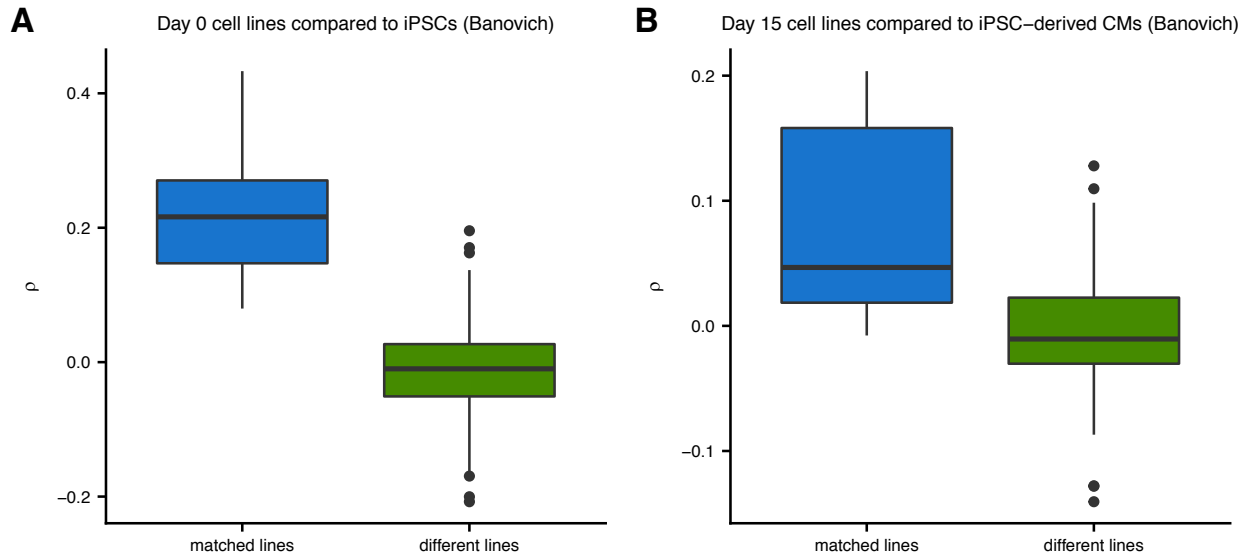 A
Day 0 cell lines compared to iPSCs (Banovich)
ρ
0.4
0.2
0.0
−0.2
matched lines
different lines
B
Day 15 cell lines compared to iPSC−derived CMs (Banovich)
ρ
0.2
0.1
0.0
−0.1
matched lines
different lines